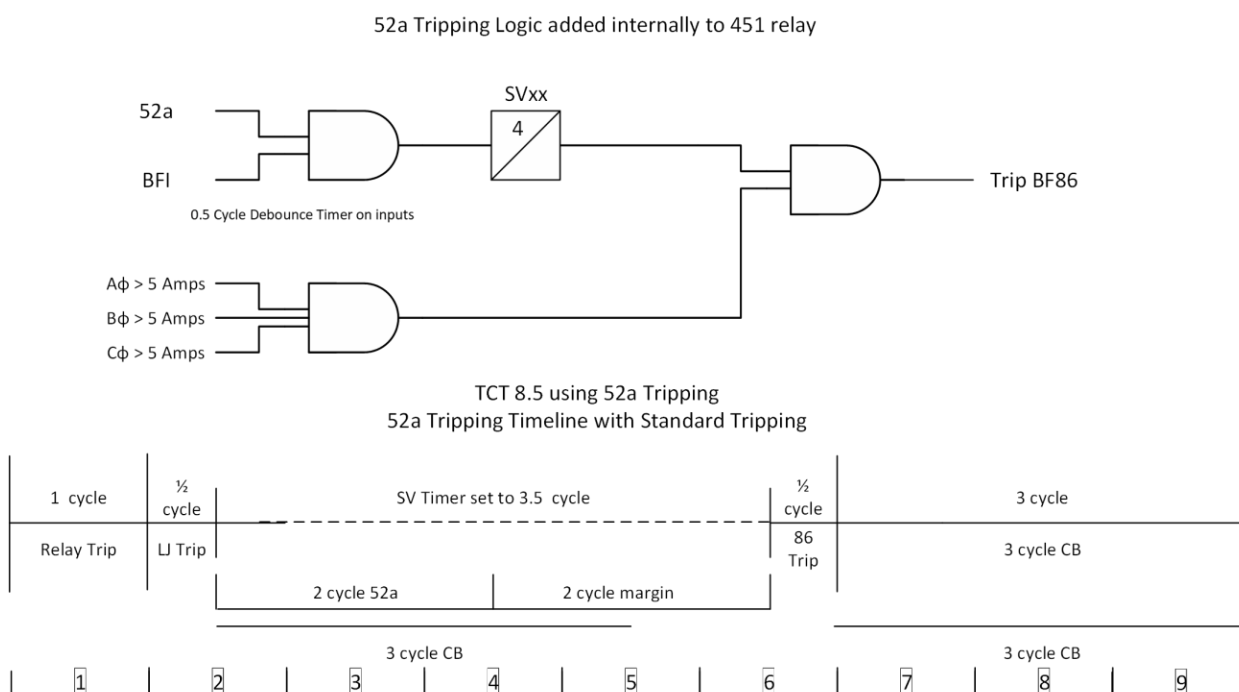 52a Tripping Logic added internally to 451 relay
SVxx
52a
4
BFI
Trip BF86
0.5 Cycle Debounce Timer on inputs
Aϕ > 5 Amps
Bϕ > 5 Amps
Cϕ > 5 Amps
TCT 8.5 using 52a Tripping
52a Tripping Timeline with Standard Tripping
1 cycle
½
cycle
SV Timer set to 3.5 cycle
½
cycle
3 cycle
Relay Trip
LJ Trip
86
Trip
3 cycle CB
2 cycle 52a
2 cycle margin
3 cycle CB
3 cycle CB
1 2 3 4 5 6 7 8 9